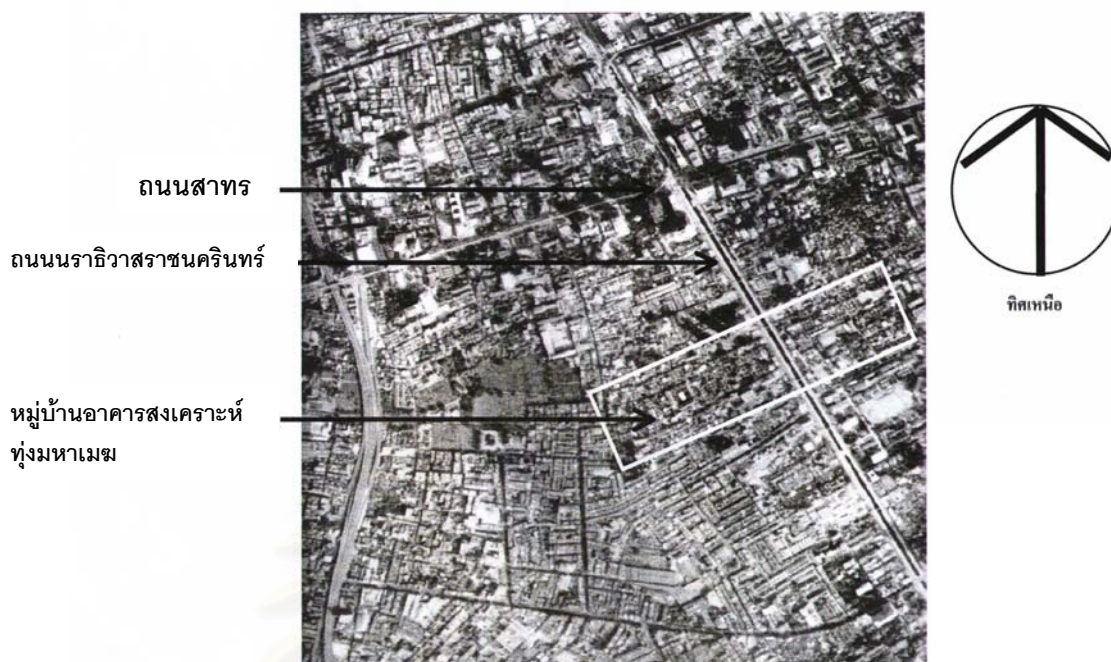 ถนนสาทร
ถนนนราธิวาสราชนครินทร์
ทิศเหนือ
หมู่บ้านอาคารสงเคราะห์
ทุ่งมหาเมฆ